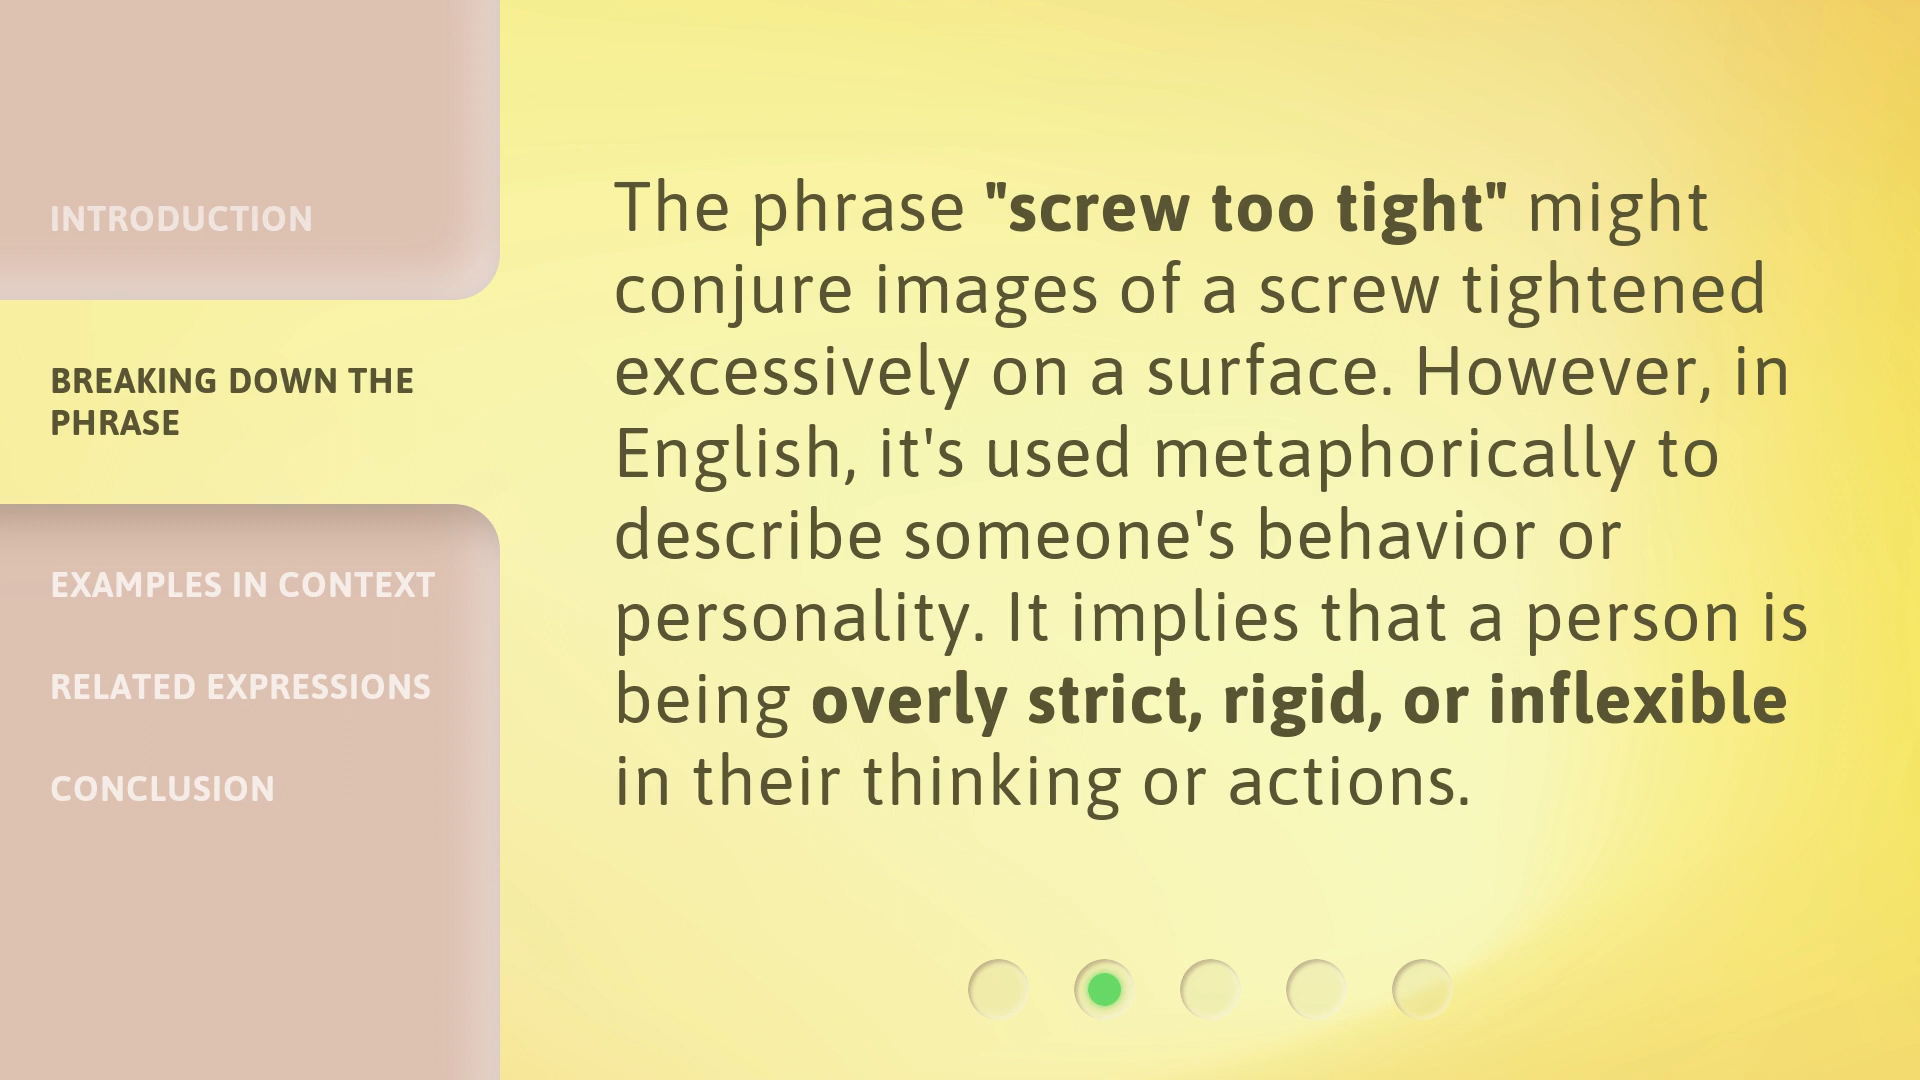 INTRODUCTION
BREAKING DOWN THE
PHRASE
EXAMPLES IN CONTEXT
RELATED EXPRESSIONS
CONCLUSION
The phrase "screw too tight" might
conjure images of a screw tightened
excessively on a surface. However, in
English, it's used metaphorically to
describe someone's behavior or
personality. It implies that a person is
being overly strict, rigid, or inflexible
in their thinking or actions.